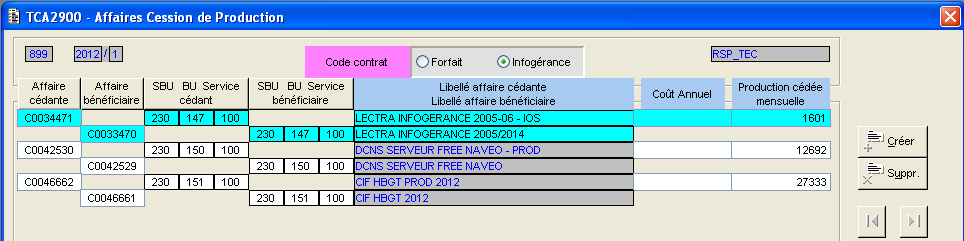 TCA2900 - Affaires Cession de Production
899 2012 / 1 Code contrat Forfait Infogérance RSP_TEC
Affaire cédante Affaire bénéficiaire SBU BU Service cédant SBU BU Service bénéficiaire Libellé affaire cédante Libellé affaire bénéficiaire Coût Annuel Production cédée mensuelle
C0034471 230 147 100 LECTRA INFOGERANCE 2005-06 - IOS 1601
C0033470 230 147 100 LECTRA INFOGERANCE 2005/2014
C0042530 230 150 100 DCNS SERVEUR FREE NAVEO - PROD 12692
C0042529 230 150 100 DCNS SERVEUR FREE NAVEO
C0046662 230 151 100 CIF HBGT PROD 2012 27333
C0046661 230 151 100 CIF HBGT 2012
Créer
Suppr.